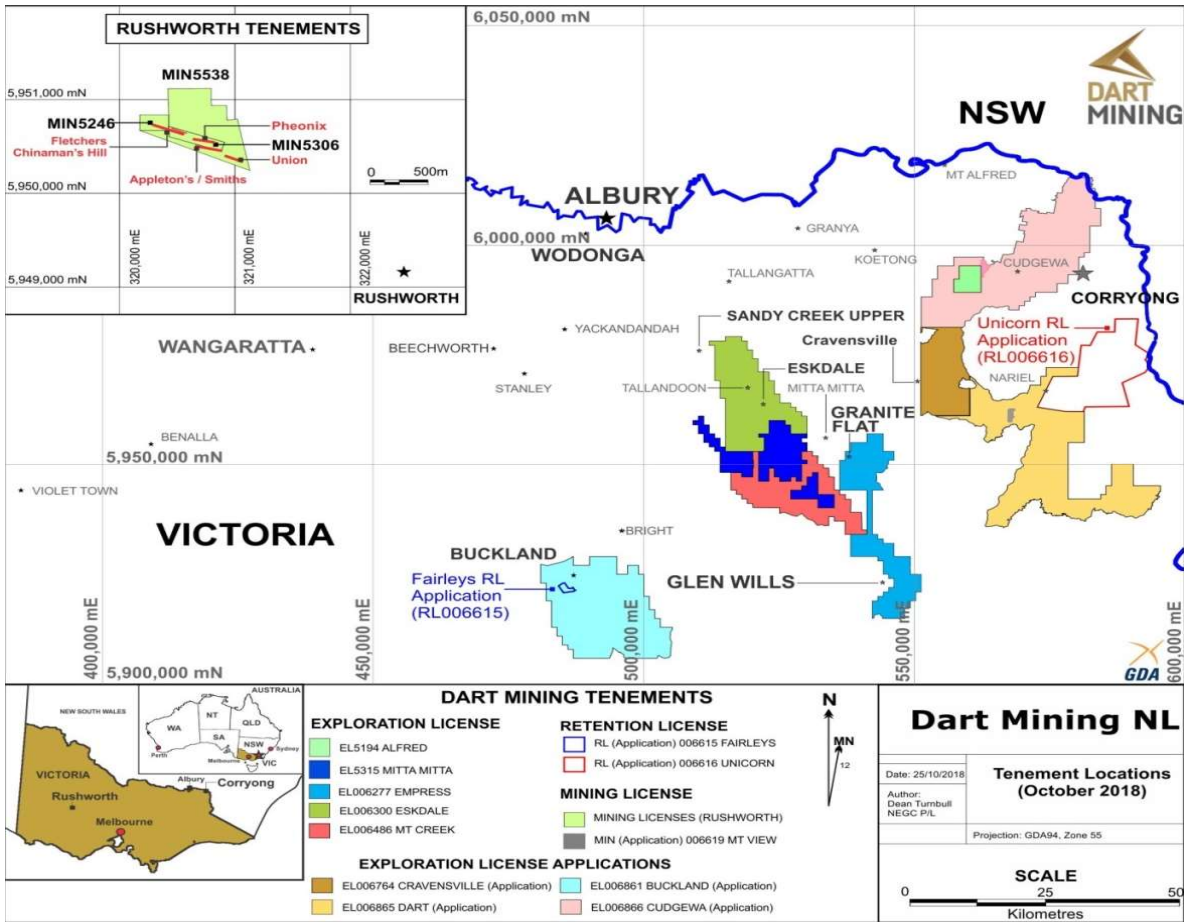 RUSHWORTH TENEMENTS
MIN5538
5,951,000 mN
MIN5246
Fletchers
Chinaman's Hill
Pheonix
MIN5306
Union
Appleton's / Smiths
5,950,000 mN
0 500m
320,000 mE
321,000 mE
322,000 mE
5,949,000 mN
RUSHWORTH
6,050,000 mN
DART
MINING
NSW
MT ALFRED
ALBURY
WODONGA
6,000,000 mN
GRANYA
KOETONG
TALLANGATTA
CUDGEWA
CORRYONG
SANDY CREEK UPPER
Cravensville
Unicorn RL
Application
(RL006616)
YACKANDANDAH
WANGARATTA
BEECHWORTH
STANLEY
ESKDALE
TALLANDOON
MITTA MITTA
NARIEL
GRANITE
FLAT
BENALLA
5,950,000 mN
VIOLET TOWN
VICTORIA
BRIGHT
BUCKLAND
Fairleys RL
Application
(RL006615)
GLEN WILLS
400,000 mE
450,000 mE
500,000 mE
550,000 mE
600,000 mE
5,900,000 mN
GDA
NEW SOUTH WALES
VICTORIA
Rushworth
Melbourne
Albury
Corryong
AUSTRALIA
WA
NT
QLD
SA
NSW
VIC
Perth
Sydney
Melbourne
DART MINING TENEMENTS
EXPLORATION LICENSE
EL5194 ALFRED
EL5315 MITTA MITTA
EL006277 EMPRESS
EL006300 ESKDALE
EL006486 MT CREEK
RETENTION LICENSE
RL (Application) 006615 FAIRLEYS
RL (Application) 006616 UNICORN
MINING LICENSE
MINING LICENSES (RUSHWORTH)
MIN (Application) 006619 MT VIEW
EXPLORATION LICENSE APPLICATIONS
EL006764 CRAVENSVILLE (Application)
EL006865 DART (Application)
EL006861 BUCKLAND (Application)
EL006866 CUDGEWA (Application)
N
MN
12
Dart Mining NL
Date: 25/10/2018
Author:
Dean Turnbull
NEGC P/L
Tenement Locations
(October 2018)
Projection: GDA94, Zone 55
SCALE
0 25 50
Kilometres